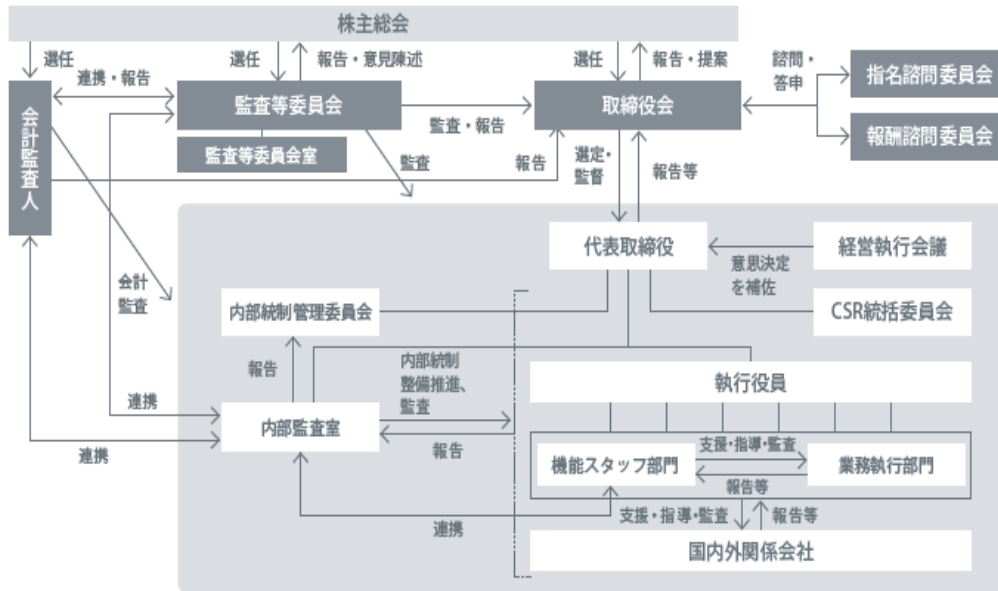 株主総会
選任
連携・報告
選任
報告・意見陳述
選任
報告・提案
諮問・
答申
指名諮問委員会
報酬諮問委員会
会計監査人
監査等委員会
監査等委員会室
監査・報告
取締役会
監査
報告
選定・
監督
報告等
代表取締役
経営執行会議
意思決定
を補佐
CSR統括委員会
会計
監査
内部統制管理委員会
報告
内部統制
整備推進、
監査
執行役員
連携
内部監査室
報告
連携
機能スタッフ部門
支援・指導・監査
報告等
業務執行部門
連携
支援・指導・監査
報告等
国内外関係会社